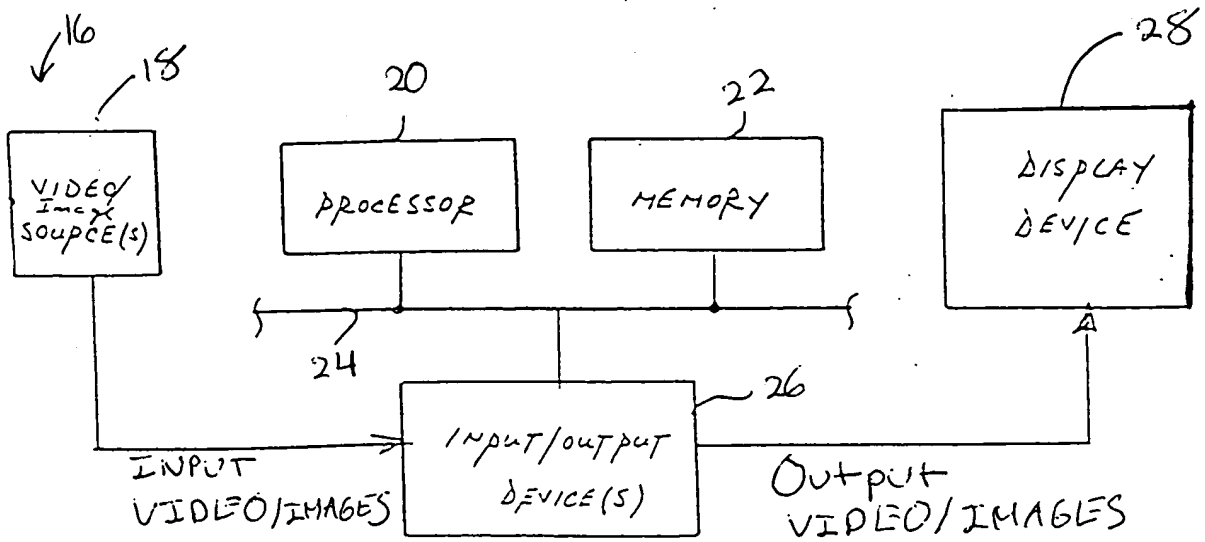 16
18
20
22
28
VIDEO/
Image
SOURCE(S)
PROCESSOR
MEMORY
DISPLAY
DEVICE
24
26
INPUT/OUTPUT
DEVICE(S)
INPUT
VIDEO/IMAGES
Output
VIDEO/IMAGES